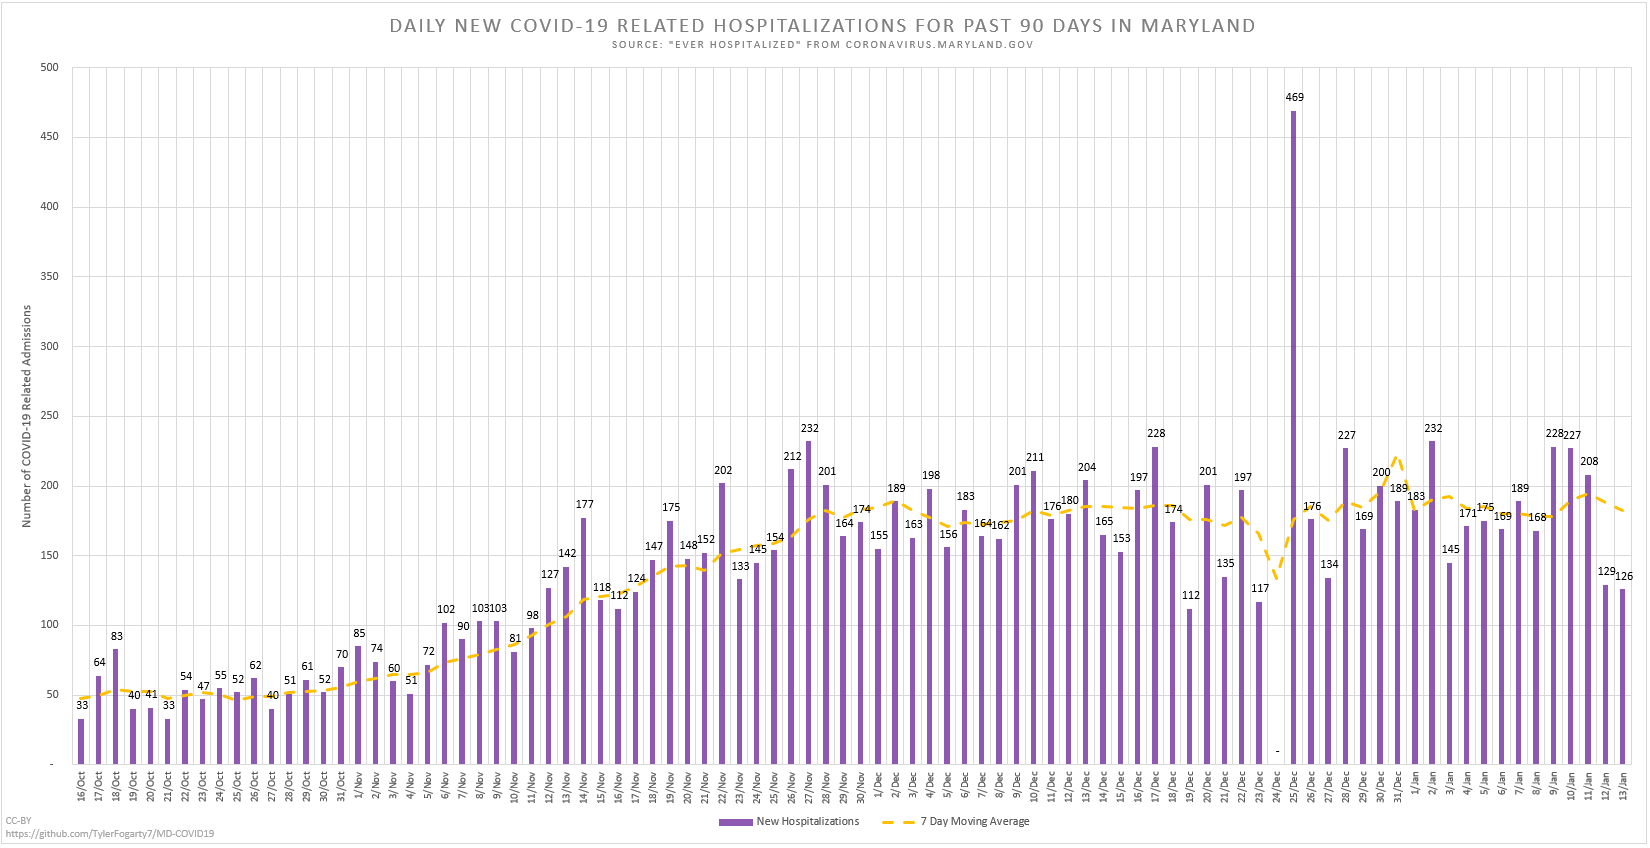 DAILY NEW COVID-19 RELATED HOSPITALIZATIONS FOR PAST 90 DAYS IN MARYLAND
SOURCE: "EVER HOSPITALIZED" FROM CORONAVIRUS.MARYLAND.GOV
Number of COVID-19 Related Admissions
500
450
400
350
300
250
200
150
100
50
-
33 64 83 40 41 33 54 47 55 52 62 40 51 61 52 70 85 74 60 51 72 102 90 103 103 81 98 127 142 177 118 112 124 147 175 148 152 202 133 145 154 212 232 201 164 174 155 189 163 198 156 183 164 162 201 211 176 180 204 165 153 197 228 174 112 201 135 197 117 - 469 176 134 227 169 200 189 183 232 145 171 175 169 189 168 228 227 208 129 126
16/Oct 17/Oct 18/Oct 19/Oct 20/Oct 21/Oct 22/Oct 23/Oct 24/Oct 25/Oct 26/Oct 27/Oct 28/Oct 29/Oct 30/Oct 31/Oct 1/Nov 2/Nov 3/Nov 4/Nov 5/Nov 6/Nov 7/Nov 8/Nov 9/Nov 10/Nov 11/Nov 12/Nov 13/Nov 14/Nov 15/Nov 16/Nov 17/Nov 18/Nov 19/Nov 20/Nov 21/Nov 22/Nov 23/Nov 24/Nov 25/Nov 26/Nov 27/Nov 28/Nov 29/Nov 30/Nov 1/Dec 2/Dec 3/Dec 4/Dec 5/Dec 6/Dec 7/Dec 8/Dec 9/Dec 10/Dec 11/Dec 12/Dec 13/Dec 14/Dec 15/Dec 16/Dec 17/Dec 18/Dec 19/Dec 20/Dec 21/Dec 22/Dec 23/Dec 24/Dec 25/Dec 26/Dec 27/Dec 28/Dec 29/Dec 30/Dec 31/Dec 1/Jan 2/Jan 3/Jan 4/Jan 5/Jan 6/Jan 7/Jan 8/Jan 9/Jan 10/Jan 11/Jan 12/Jan 13/Jan
New Hospitalizations 7 Day Moving Average
CC-BY
https://github.com/TylerFogarty7/MD-COVID19